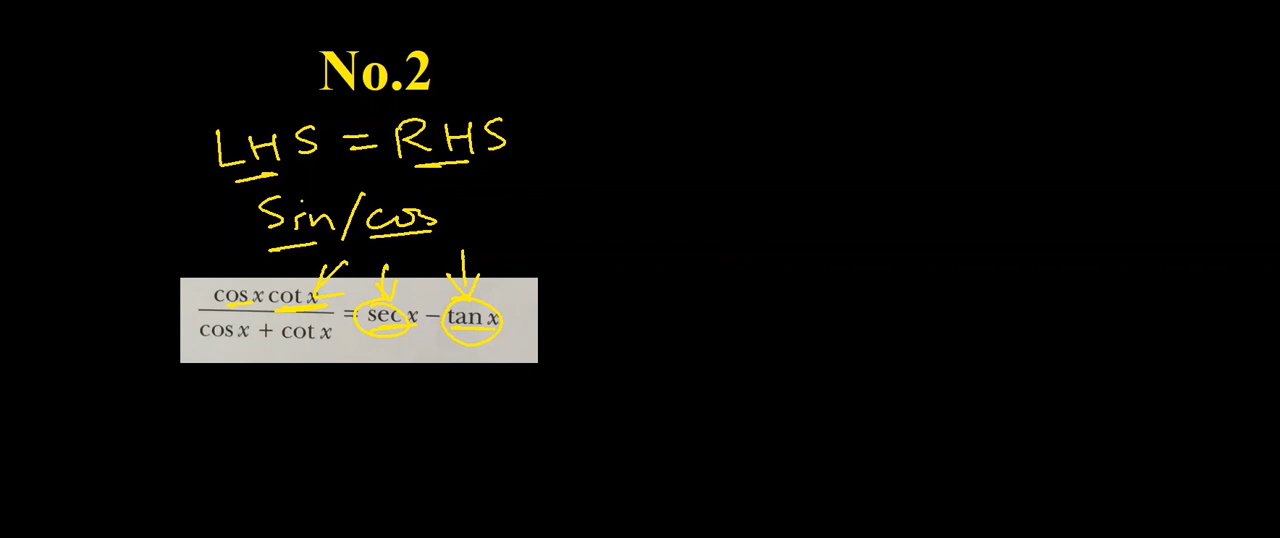 No.2
LHS = RHS
Sin/cos
cos x cot x
cos x + cot x
= sec x − tan x